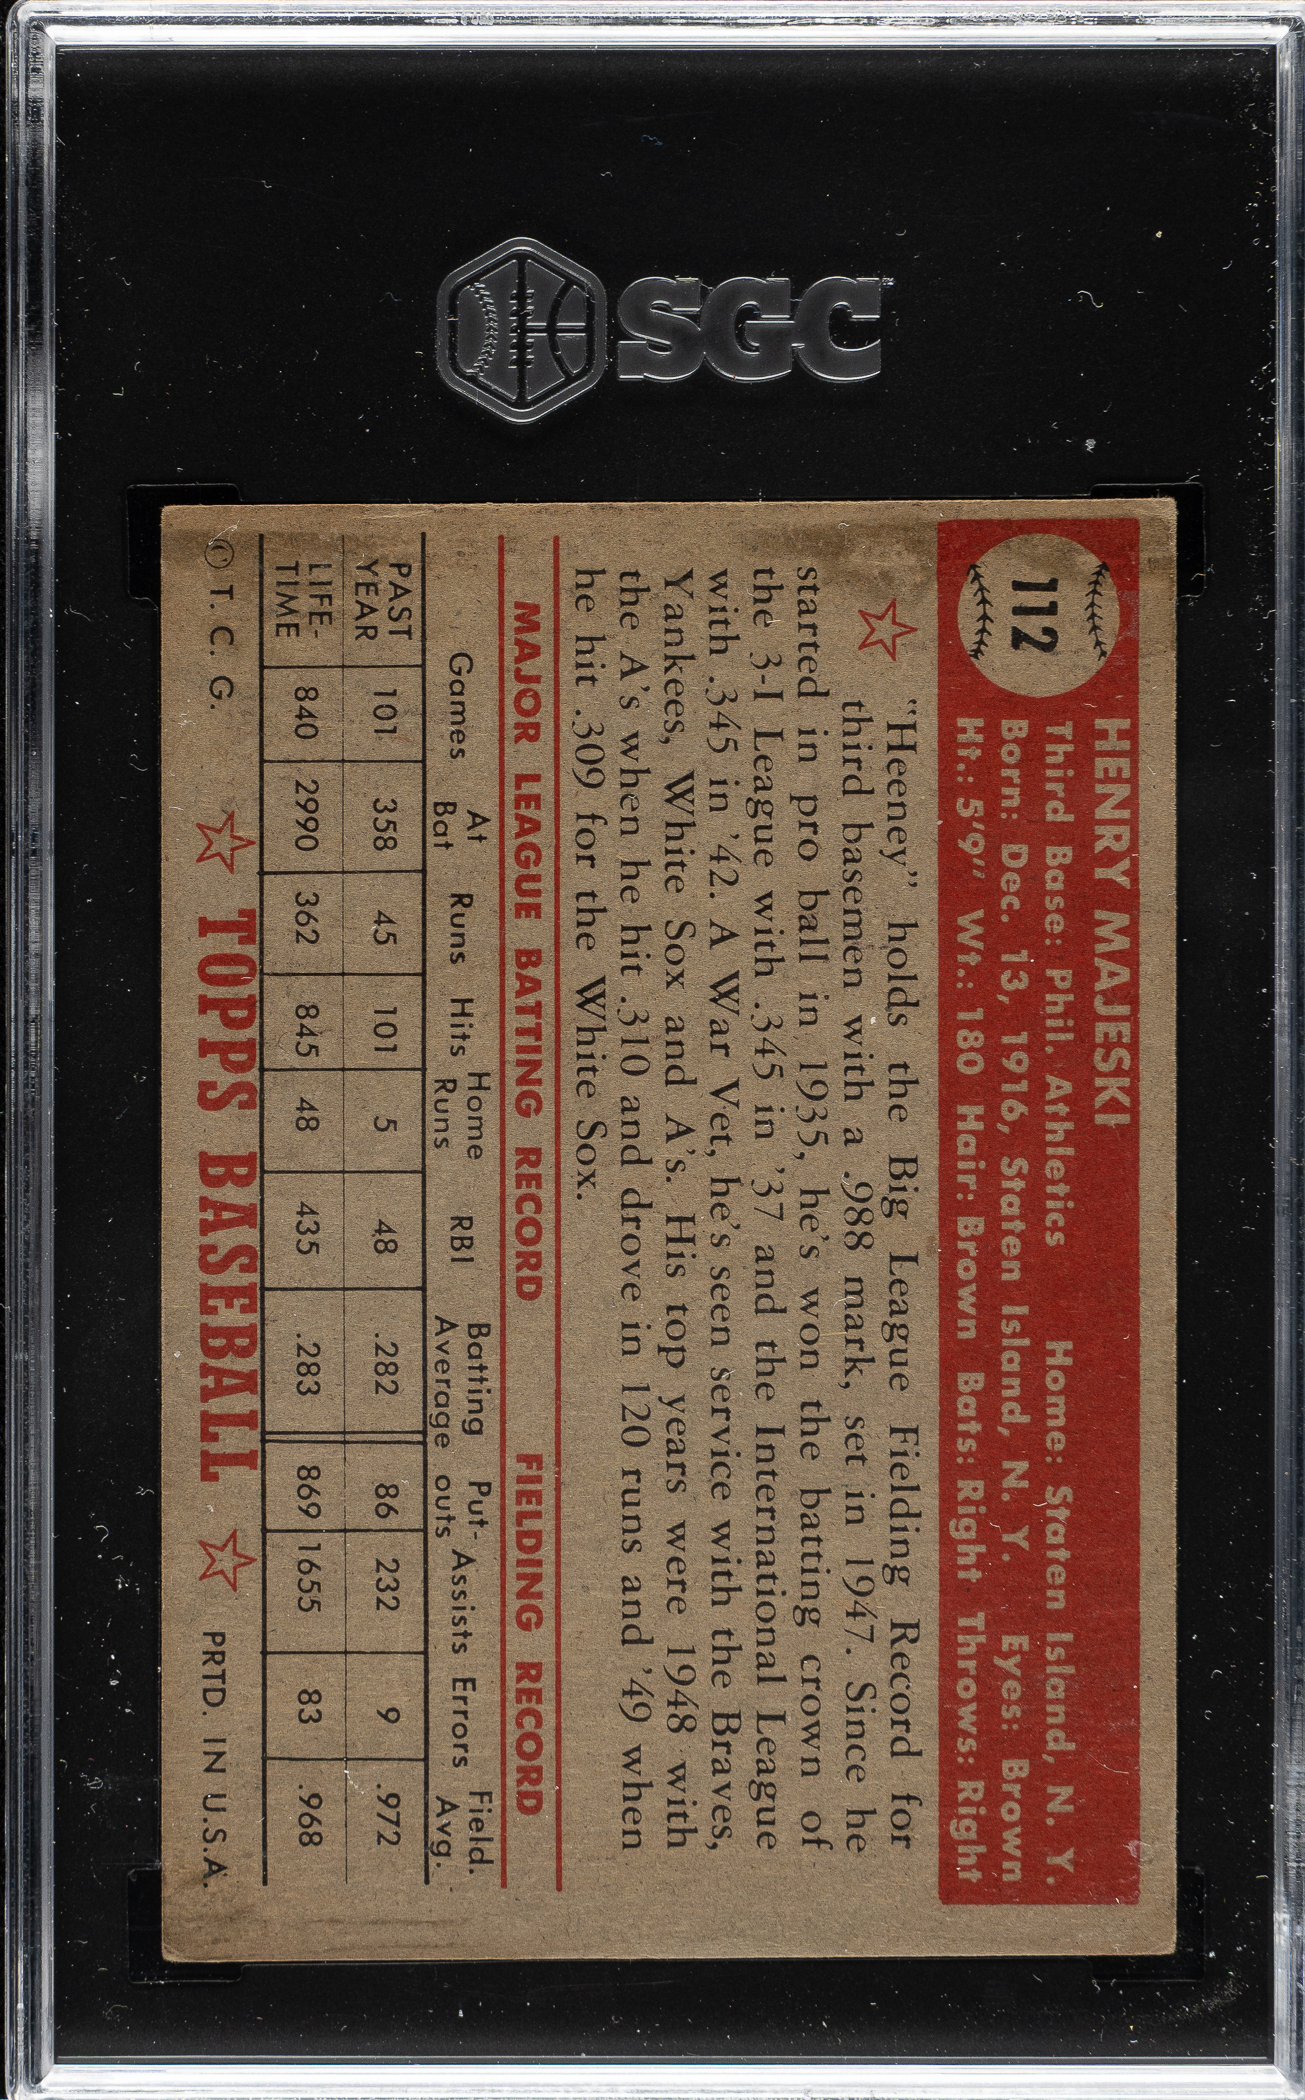 SGC
112
HENRY MAJESKI
Third Base: Phil. Athletics Home: Staten Island, N. Y.
Born: Dec. 13, 1916, Staten Island, N. Y. Eyes: Brown
Ht.: 5'9" Wt.: 180 Hair: Brown Bats: Right Throws: Right
"Heeney" holds the Big League Fielding Record for
third basemen with a .988 mark, set in 1947. Since he
started in pro ball in 1935, he's won the batting crown of
the 3-I League with .345 in '37 and the International League
with .345 in '42. A War Vet, he's seen service with the Braves,
Yankees, White Sox and A's. His top years were 1948 with
the A's when he hit .310 and drove in 120 runs and '49 when
he hit .309 for the White Sox.
MAJOR LEAGUE BATTING RECORD FIELDING RECORD
Games At Bat Runs Hits Home Runs RBI Batting Average Put-outs Assists Errors Field. Avg.
PAST YEAR 101 358 45 101 5 48 .282 86 232 9 .972
LIFE-TIME 840 2990 362 845 48 435 .283 869 1655 83 .968
© T. C. G. TOPPS BASEBALL PRTD. IN U.S.A.